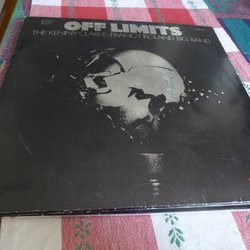 OFF LIMITS
THE KENNY CLARKE-FRANCY BOLAND BIG BAND